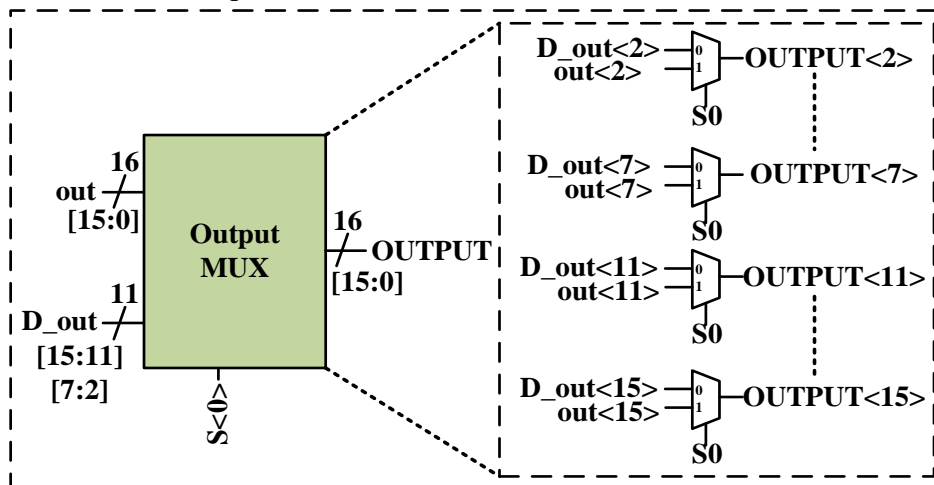 16
out
[15:0]
11
D_out
[15:11]
[7:2]
Output
MUX
S<0>
16
OUTPUT
[15:0]
D_out<2>
0
OUTPUT<2>
out<2>
1
S0
D_out<7>
0
OUTPUT<7>
out<7>
1
S0
D_out<11>
0
OUTPUT<11>
out<11>
1
S0
D_out<15>
0
OUTPUT<15>
out<15>
1
S0